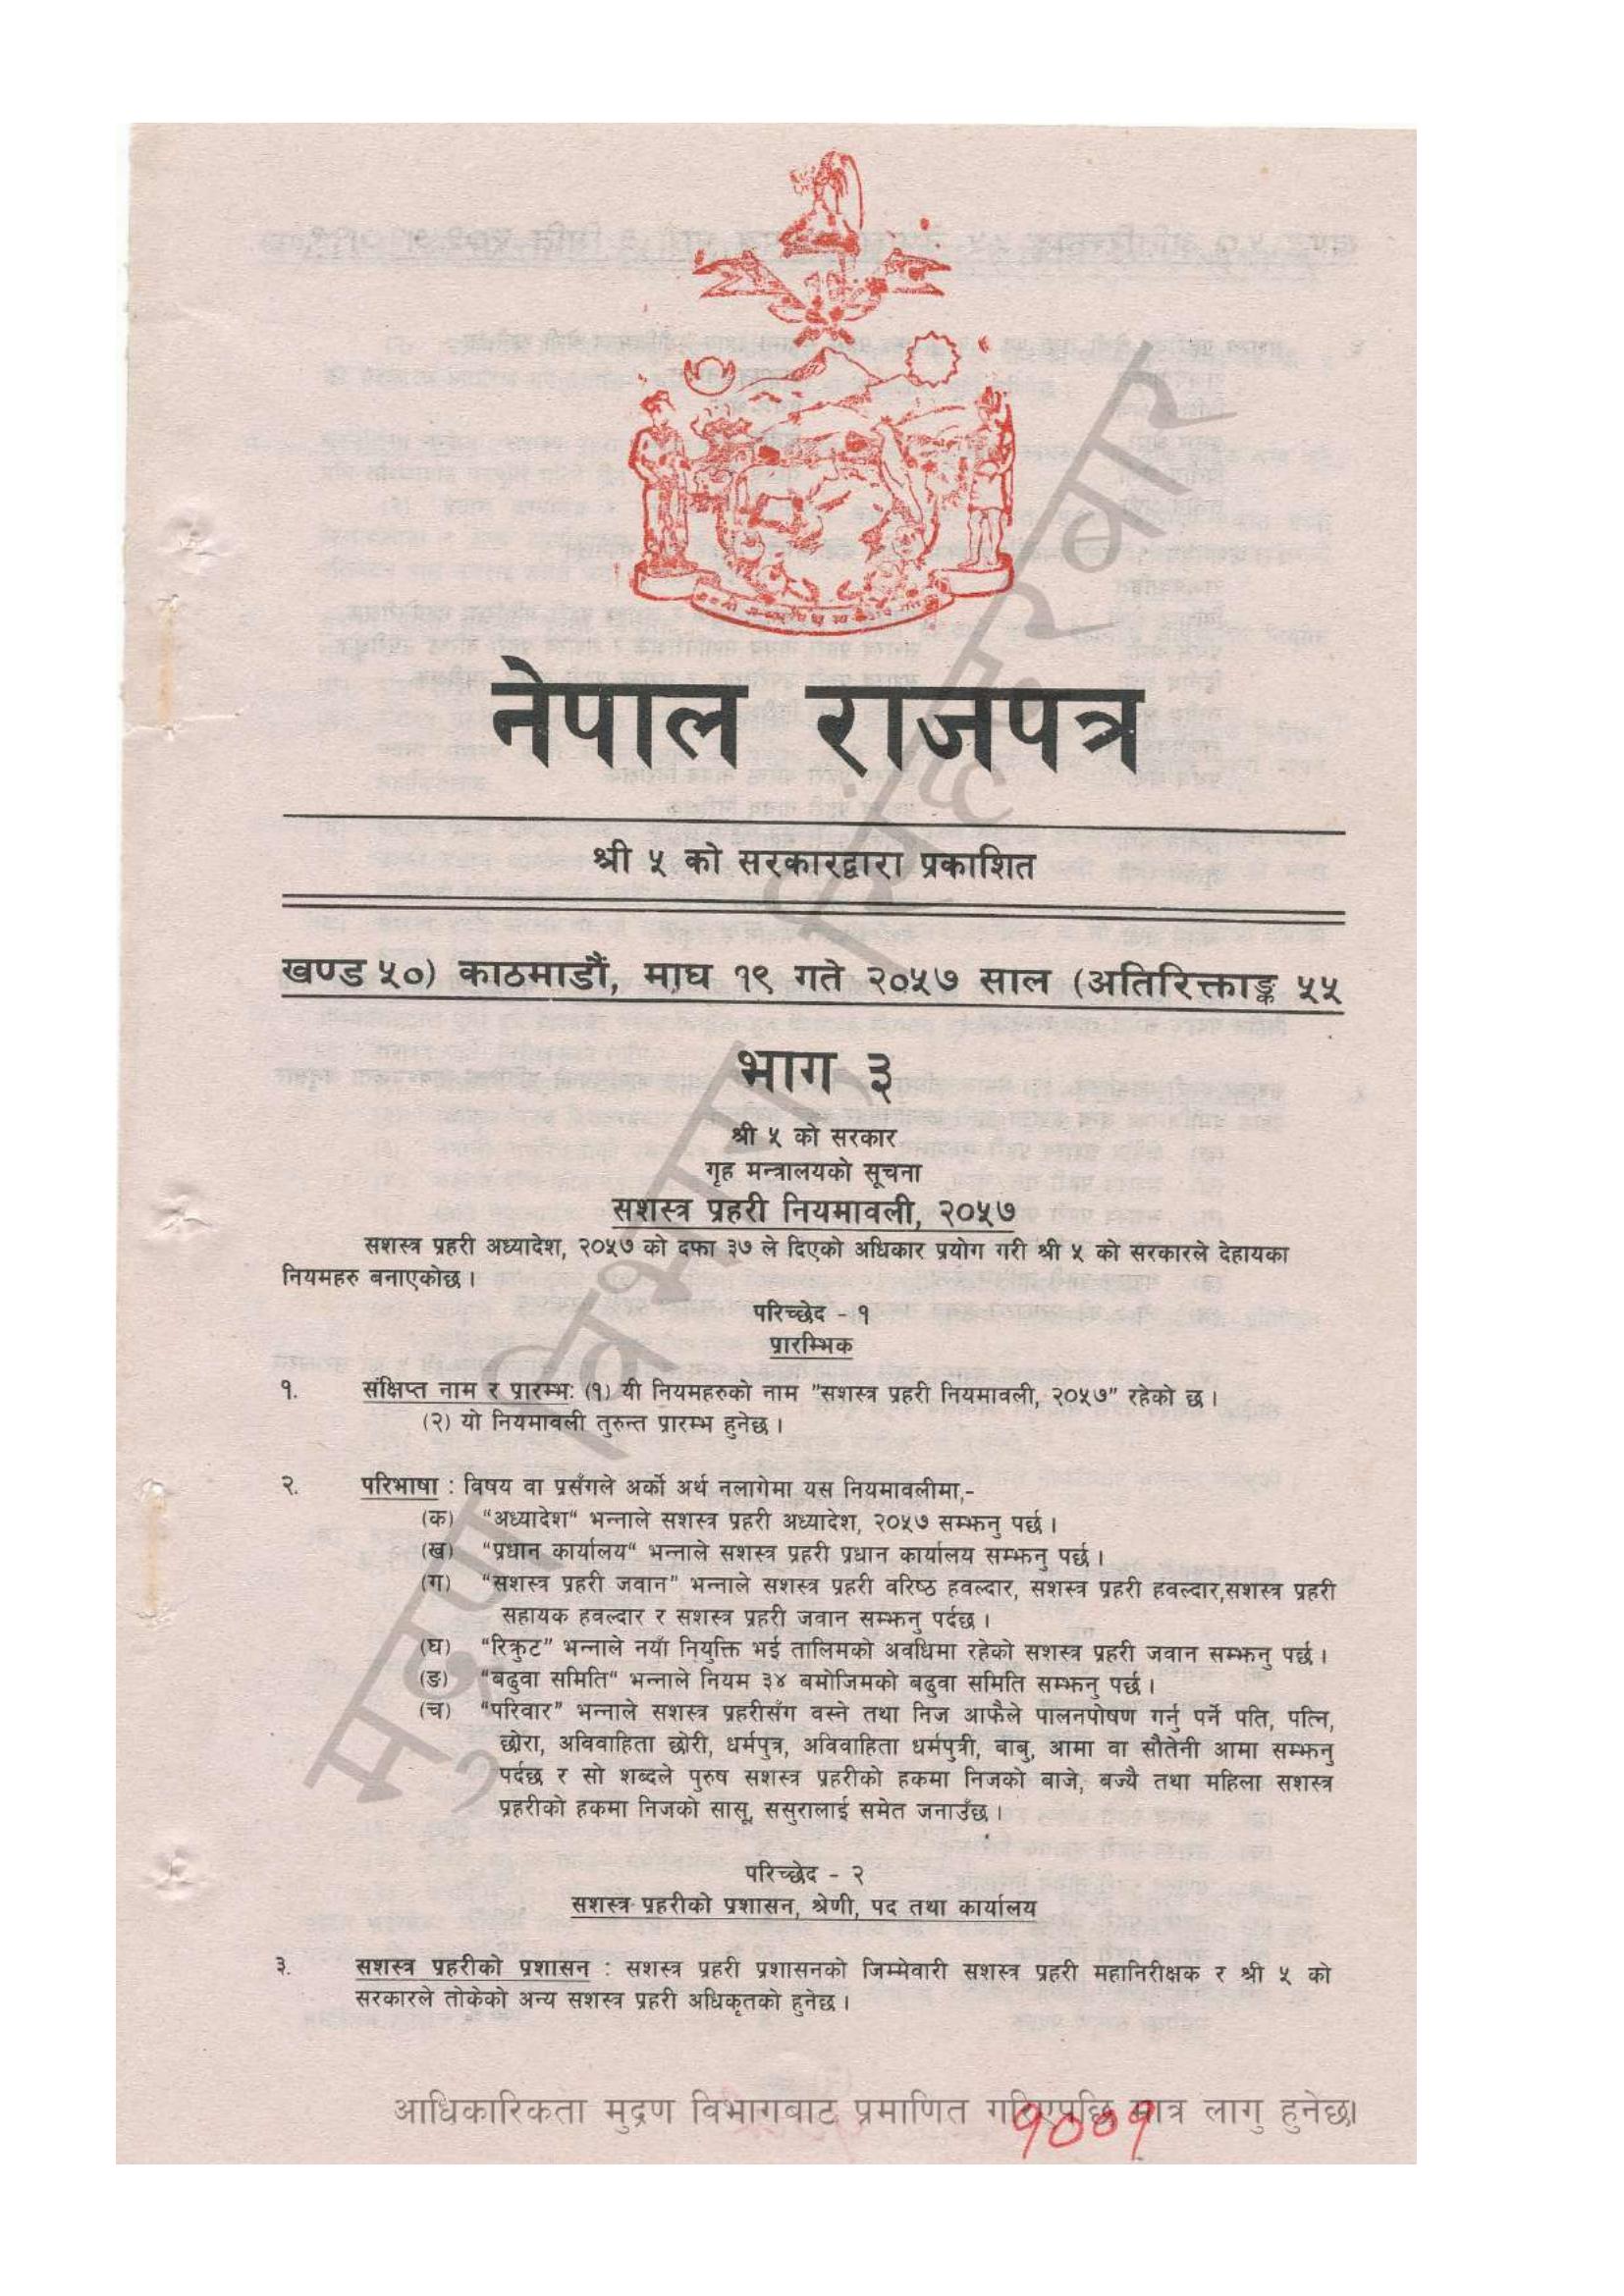 नेपाल राजपत्र
श्री ५ को सरकारद्वारा प्रकाशित
खण्ड ५०) काठमाडौं, माघ १९ गते २०५७ साल (अतिरिक्ताङ्क ५५
भाग ३
श्री ५ को सरकार
गृह मन्त्रालयको सूचना
सशस्त्र प्रहरी नियमावली, २०५७
सशस्त्र प्रहरी अध्यादेश, २०५७ को दफा ३७ ले दिएको अधिकार प्रयोग गरी श्री ५ को सरकारले देहायका
नियमहरु बनाएकोछ ।
परिच्छेद - १
प्रारम्भिक
१. संक्षिप्त नाम र प्रारम्भ: (१) यी नियमहरुको नाम "सशस्त्र प्रहरी नियमावली, २०५७" रहेको छ ।
(२) यो नियमावली तुरुन्त प्रारम्भ हुनेछ ।
२. परिभाषा : विषय वा प्रसँगले अर्को अर्थ नलागेमा यस नियमावलीमा,-
(क) "अध्यादेश" भन्नाले सशस्त्र प्रहरी अध्यादेश, २०५७ सम्झनु पर्छ ।
(ख) "प्रधान कार्यालय" भन्नाले सशस्त्र प्रहरी प्रधान कार्यालय सम्झनु पर्छ ।
(ग) "सशस्त्र प्रहरी जवान" भन्नाले सशस्त्र प्रहरी वरिष्ठ हवल्दार, सशस्त्र प्रहरी हवल्दार,सशस्त्र प्रहरी
सहायक हवल्दार र सशस्त्र प्रहरी जवान सम्झनु पर्दछ ।
(घ) "रिक्रुट" भन्नाले नयाँ नियुक्ति भई तालिमको अवधिमा रहेको सशस्त्र प्रहरी जवान सम्झनु पर्छ ।
(ङ) "बढुवा समिति" भन्नाले नियम ३४ बमोजिमको बढुवा समिति सम्झनु पर्छ ।
(च) "परिवार" भन्नाले सशस्त्र प्रहरीसँग वस्ने तथा निज आफैले पालनपोषण गर्नु पर्ने पति, पत्नि,
छोरा, अविवाहिता छोरी, धर्मपुत्र, अविवाहिता धर्मपुत्री, बाबु, आमा वा सौतेनी आमा सम्झनु
पर्दछ र सो शब्दले पुरुष सशस्त्र प्रहरीको हकमा निजको बाजे, बज्यै तथा महिला सशस्त्र
प्रहरीको हकमा निजको सासू, ससुरालाई समेत जनाउँछ ।
परिच्छेद - २
सशस्त्र प्रहरीको प्रशासन, श्रेणी, पद तथा कार्यालय
३. सशस्त्र प्रहरीको प्रशासन : सशस्त्र प्रहरी प्रशासनको जिम्मेवारी सशस्त्र प्रहरी महानिरीक्षक र श्री ५ को
सरकारले तोकेको अन्य सशस्त्र प्रहरी अधिकृतको हुनेछ ।
मुद्रण विभाग, सिंहदरबार
आधिकारिकता मुद्रण विभागबाट प्रमाणित गरिएपछि मात्र लागु हुनेछ।
१००१